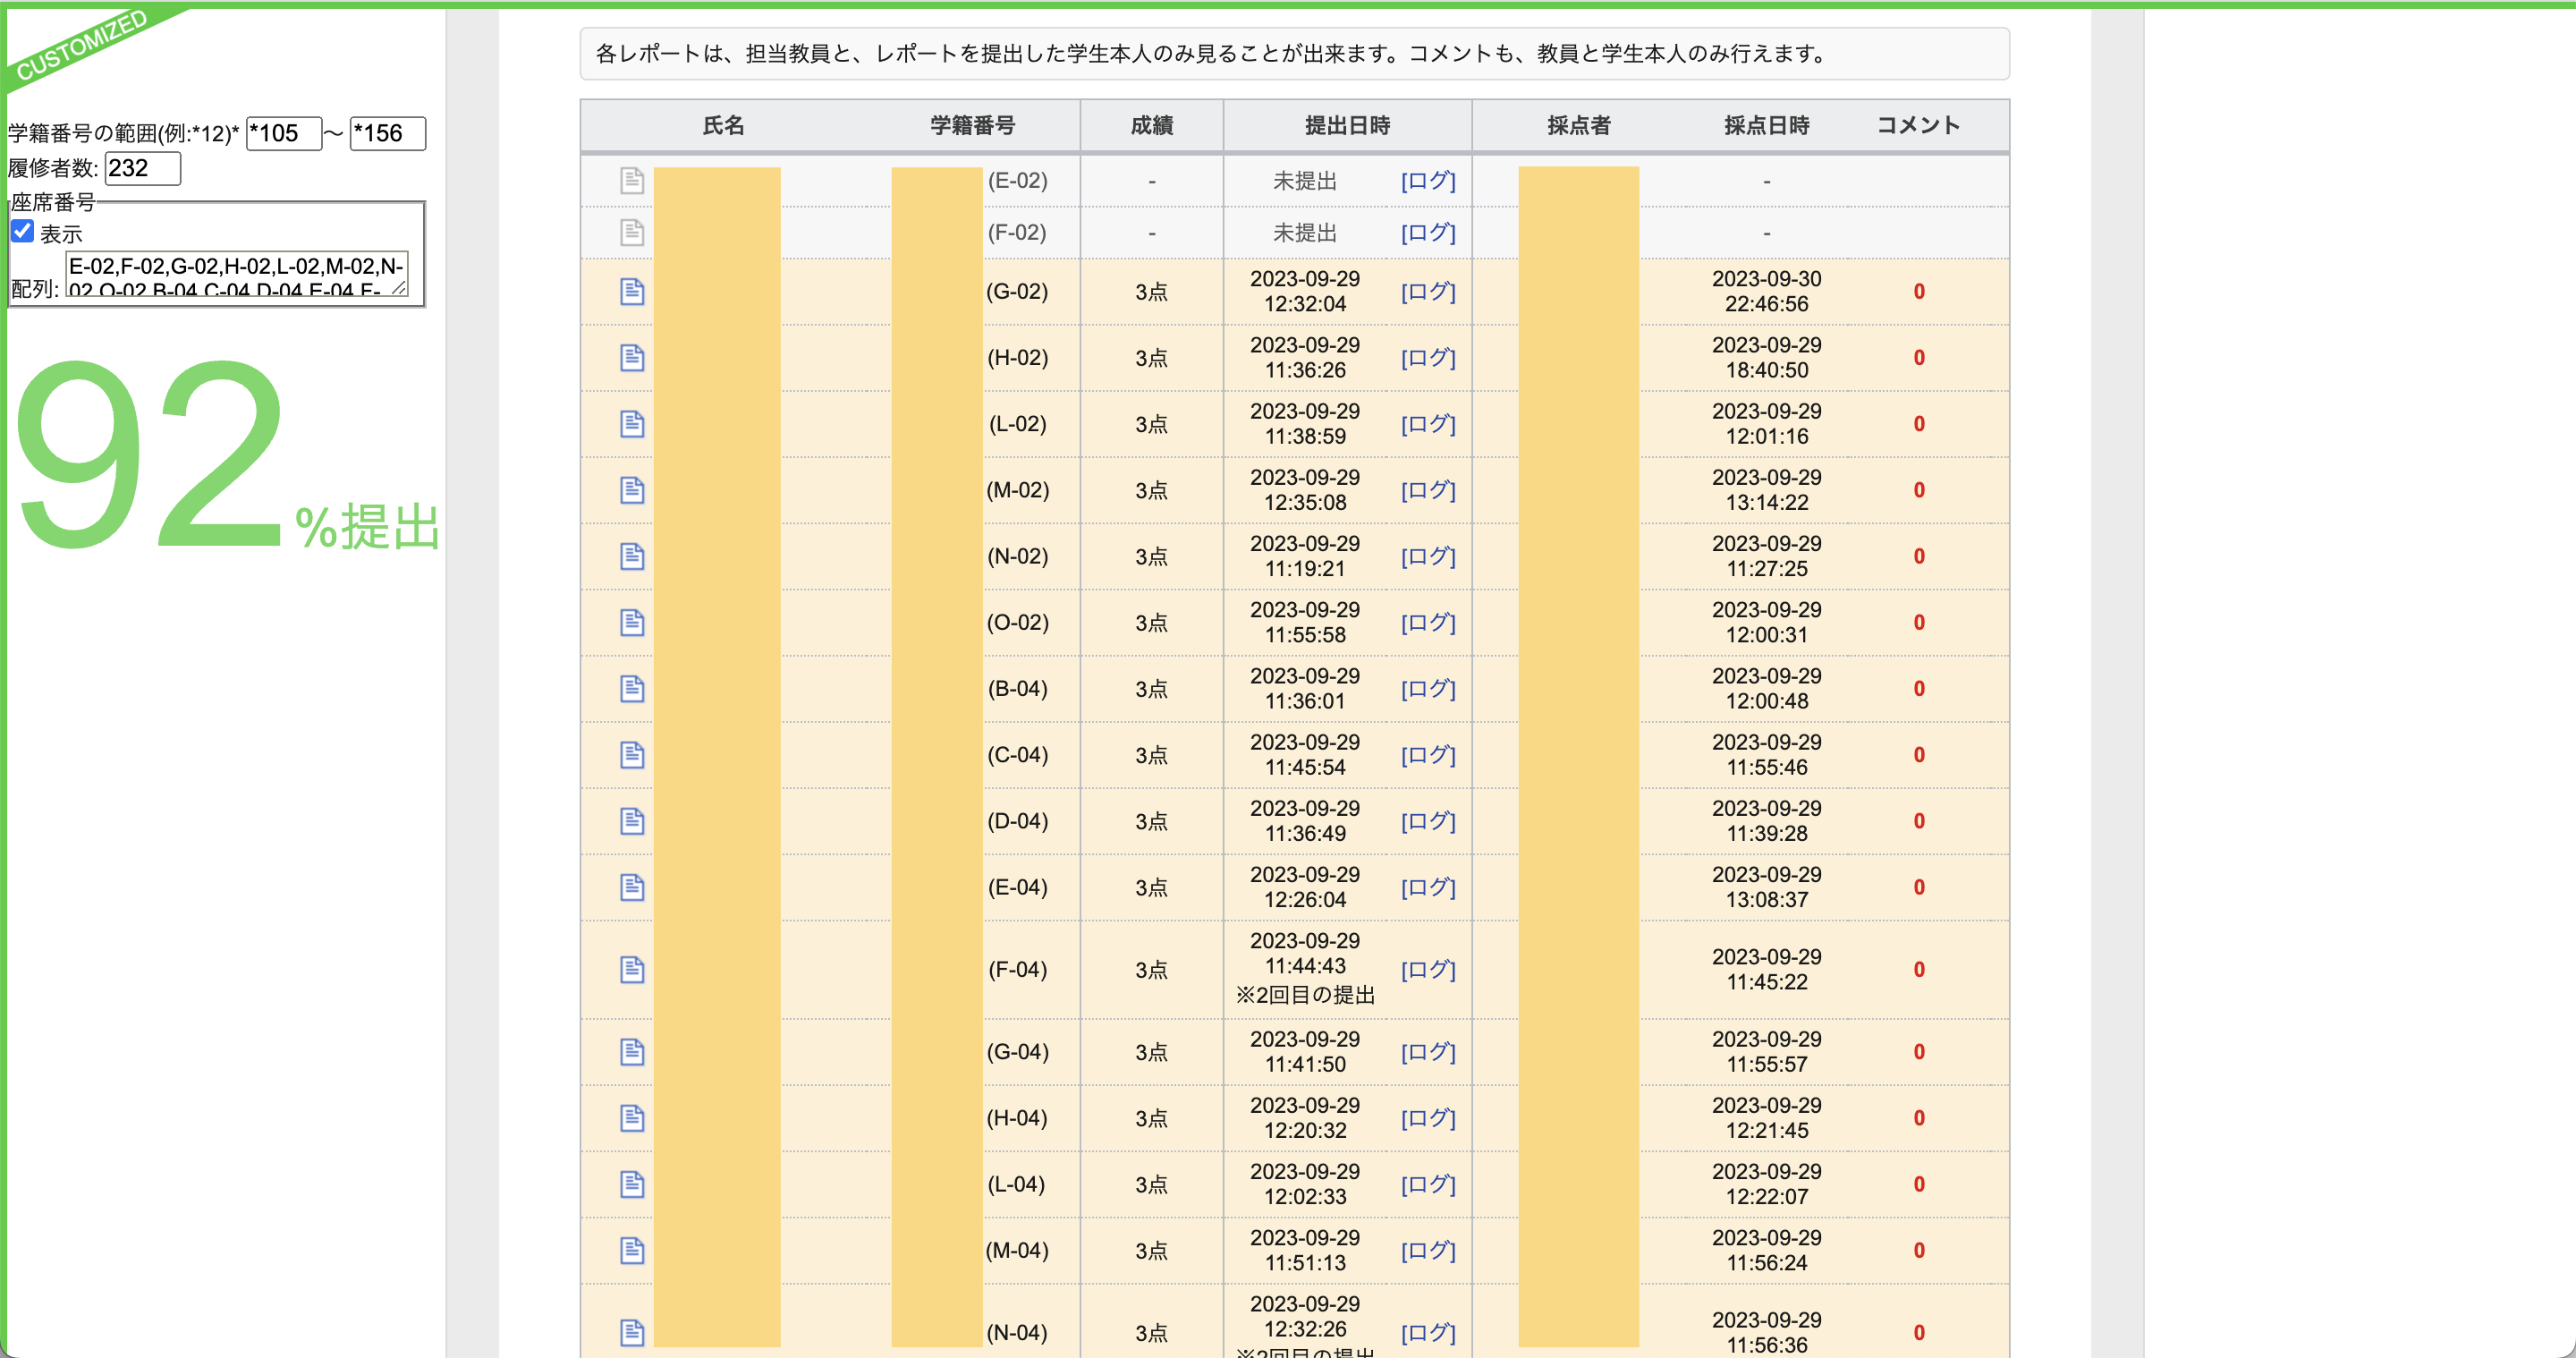 CUSTOMIZED
学籍番号の範囲(例:*12)* *105 ～ *156
履修者数: 232
座席番号
表示
配列: E-02,F-02,G-02,H-02,L-02,M-02,N-
02,O-02,B-04,C-04,D-04,E-04,F-
92%提出
各レポートは、担当教員と、レポートを提出した学生本人のみ見ることが出来ます。コメントも、教員と学生本人のみ行えます。
氏名 学籍番号 成績 提出日時 採点者 採点日時 コメント
(E-02) - 未提出 [ログ] -
(F-02) - 未提出 [ログ] -
(G-02) 3点 2023-09-29 12:32:04 [ログ] 2023-09-30 22:46:56 0
(H-02) 3点 2023-09-29 11:36:26 [ログ] 2023-09-29 18:40:50 0
(L-02) 3点 2023-09-29 11:38:59 [ログ] 2023-09-29 12:01:16 0
(M-02) 3点 2023-09-29 12:35:08 [ログ] 2023-09-29 13:14:22 0
(N-02) 3点 2023-09-29 11:19:21 [ログ] 2023-09-29 11:27:25 0
(O-02) 3点 2023-09-29 11:55:58 [ログ] 2023-09-29 12:00:31 0
(B-04) 3点 2023-09-29 11:36:01 [ログ] 2023-09-29 12:00:48 0
(C-04) 3点 2023-09-29 11:45:54 [ログ] 2023-09-29 11:55:46 0
(D-04) 3点 2023-09-29 11:36:49 [ログ] 2023-09-29 11:39:28 0
(E-04) 3点 2023-09-29 12:26:04 [ログ] 2023-09-29 13:08:37 0
(F-04) 3点 2023-09-29 11:44:43 ※2回目の提出 [ログ] 2023-09-29 11:45:22 0
(G-04) 3点 2023-09-29 11:41:50 [ログ] 2023-09-29 11:55:57 0
(H-04) 3点 2023-09-29 12:20:32 [ログ] 2023-09-29 12:21:45 0
(L-04) 3点 2023-09-29 12:02:33 [ログ] 2023-09-29 12:22:07 0
(M-04) 3点 2023-09-29 11:51:13 [ログ] 2023-09-29 11:56:24 0
(N-04) 3点 2023-09-29 12:32:26 ※2回目の提出 [ログ] 2023-09-29 11:56:36 0